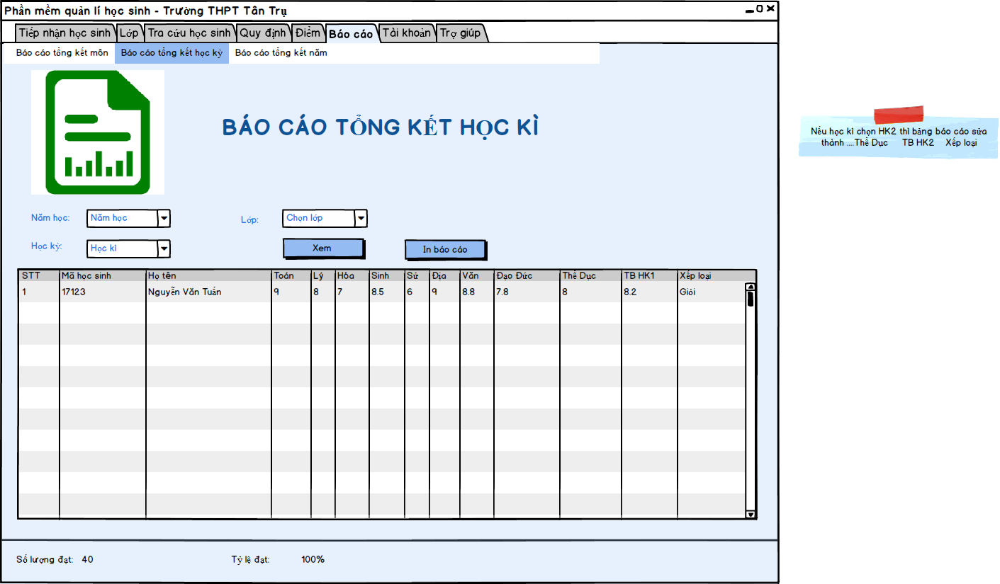 Phần mềm quản lí học sinh - Trường THPT Tân Trụ
Tiếp nhận học sinh Lớp Tra cứu học sinh Quy định Điểm Báo cáo Tài khoản Trợ giúp
Báo cáo tổng kết môn Báo cáo tổng kết học kỳ Báo cáo tổng kết năm
BÁO CÁO TỔNG KẾT HỌC KÌ
Nếu học kì chọn HK2 thì bảng báo cáo sửa
thành ....Thể Dục TB HK2 Xếp loại
Năm học: Năm học Lớp: Chọn lớp
Học kỳ: Học kì Xem In báo cáo
STT Mã học sinh Họ tên Toán Lý Hóa Sinh Sử Địa Văn Đạo Đức Thể Dục TB HK1 Xếp loại
1 17123 Nguyễn Văn Tuấn 9 8 7 8.5 6 9 8.8 7.8 8 8.2 Giỏi
Số lượng đạt: 40 Tỷ lệ đạt: 100%